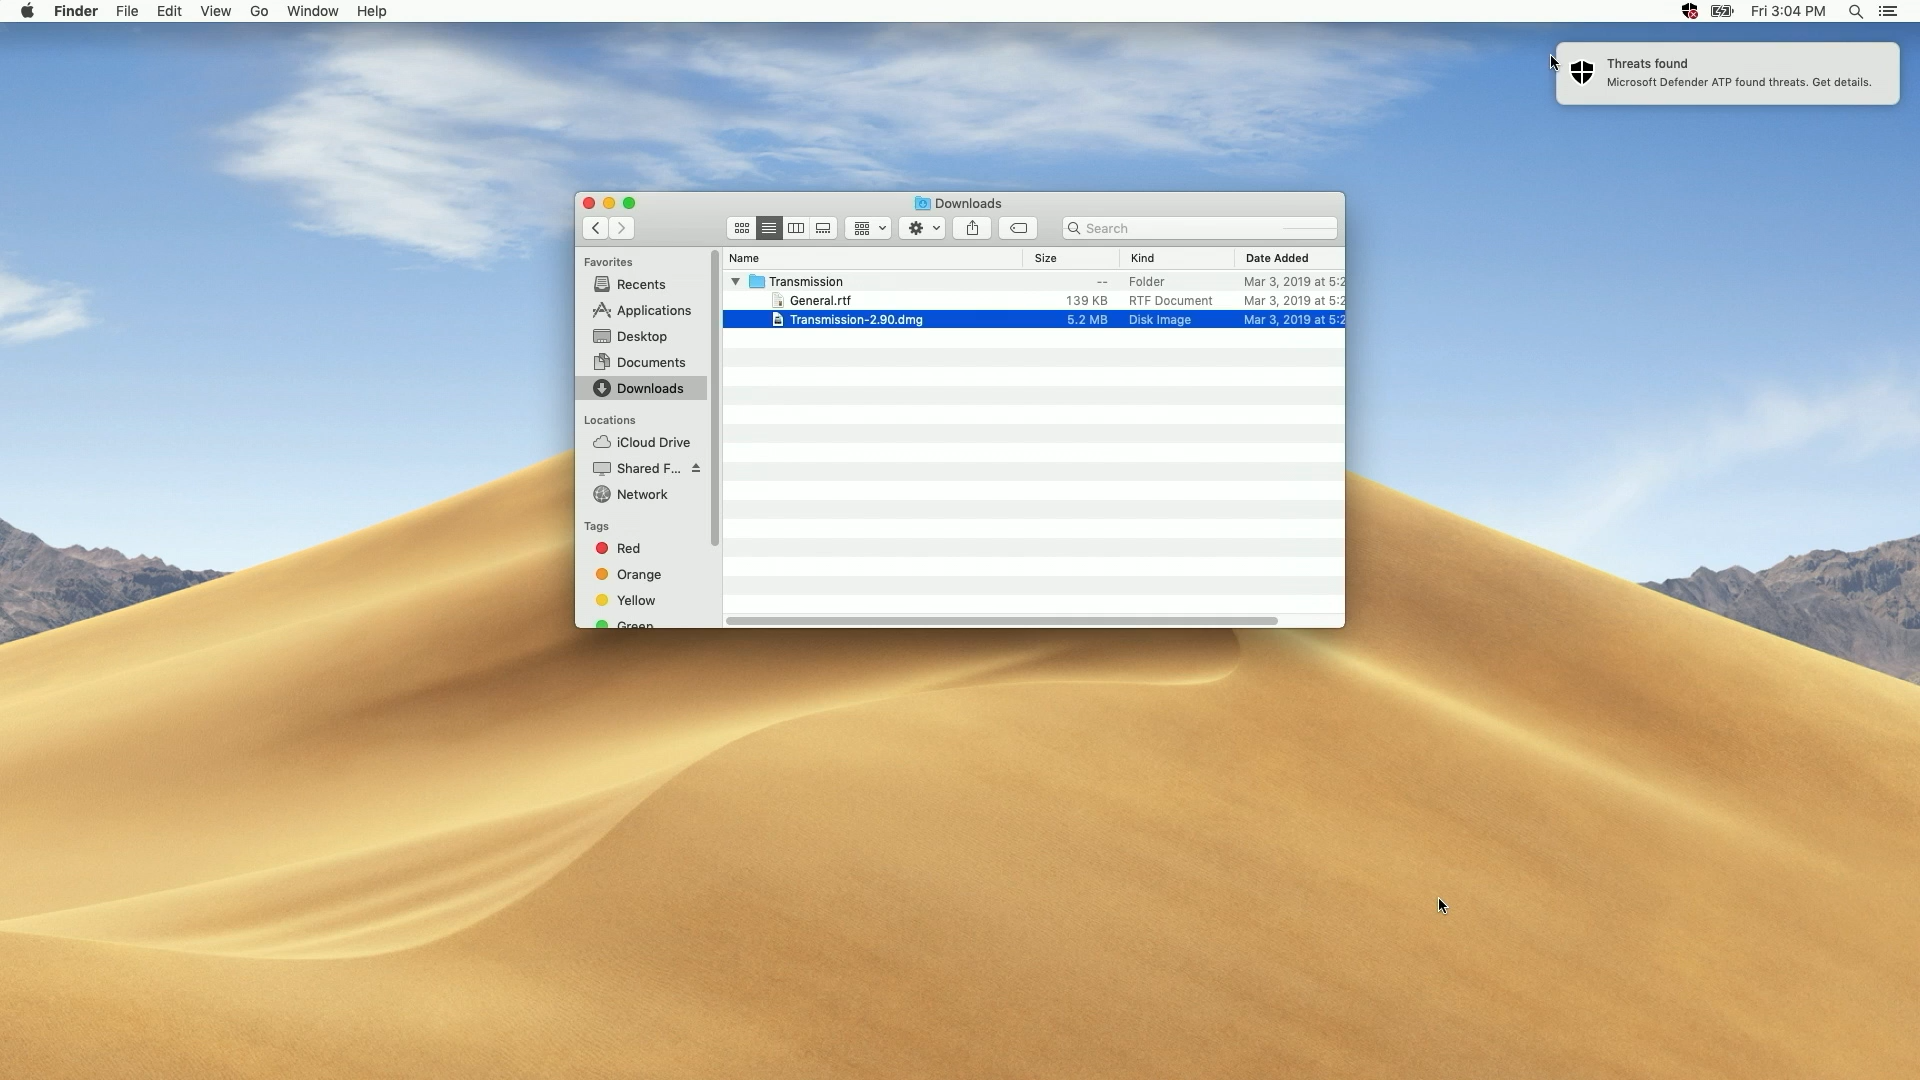 Finder File Edit View Go Window Help Fri 3:04 PM
Threats found
Microsoft Defender ATP found threats. Get details.
Downloads
Search
Favorites
Recents
Applications
Desktop
Documents
Downloads
Locations
iCloud Drive
Shared F...
Network
Tags
Red
Orange
Yellow
Green
Name Size Kind Date Added
Transmission -- Folder Mar 3, 2019 at 5:2
General.rtf 139 KB RTF Document Mar 3, 2019 at 5:2
Transmission-2.90.dmg 5.2 MB Disk Image Mar 3, 2019 at 5:2